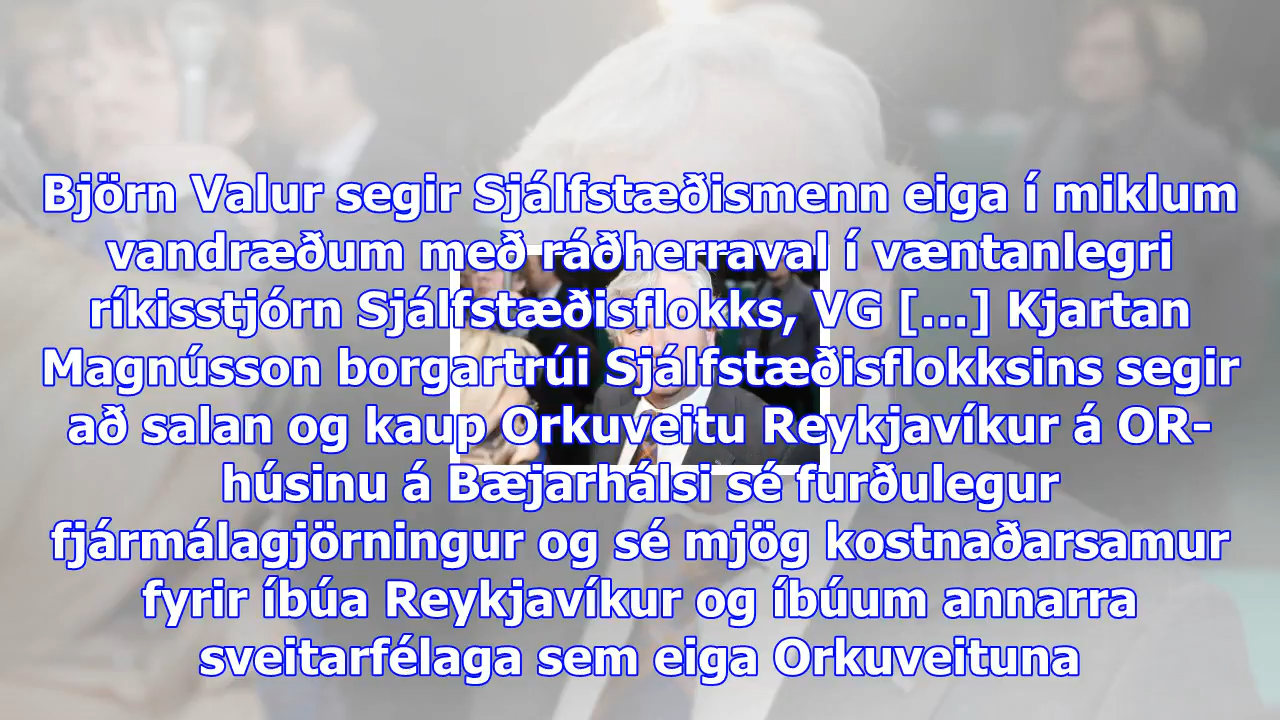 Björn Valur segir Sjálfstæðismenn eiga í miklum
vandræðum með ráðherraval í væntanlegri
ríkisstjórn Sjálfstæðisflokks, VG [...] Kjartan
Magnússon borgartrúi Sjálfstæðisflokksins segir
að salan og kaup Orkuveitu Reykjavíkur á OR-
húsinu á Bæjarhálsi sé furðulegur
fjármálagjörningur og sé mjög kostnaðarsamur
fyrir íbúa Reykjavíkur og íbúum annarra
sveitarfélaga sem eiga Orkuveituna